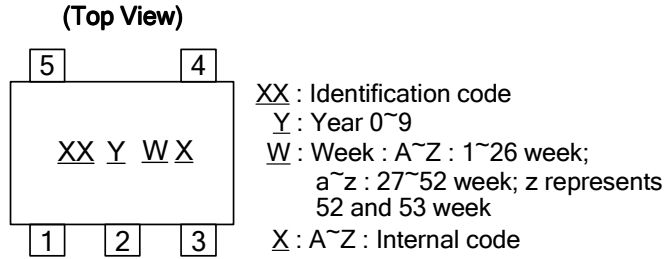 (Top View)
5 4
XX Y W X
1 2 3
XX : Identification code
Y : Year 0~9
W : Week : A~Z : 1~26 week;
a~z : 27~52 week; z represents
52 and 53 week
X : A~Z : Internal code